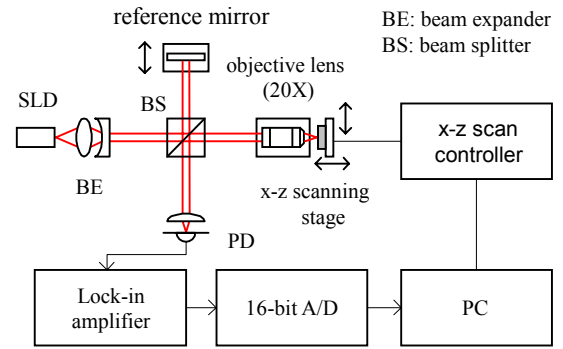 reference mirror
BE: beam expander
BS: beam splitter
objective lens
(20X)
SLD
BS
x-z scan
controller
BE
x-z scanning
stage
PD
Lock-in
amplifier
16-bit A/D
PC